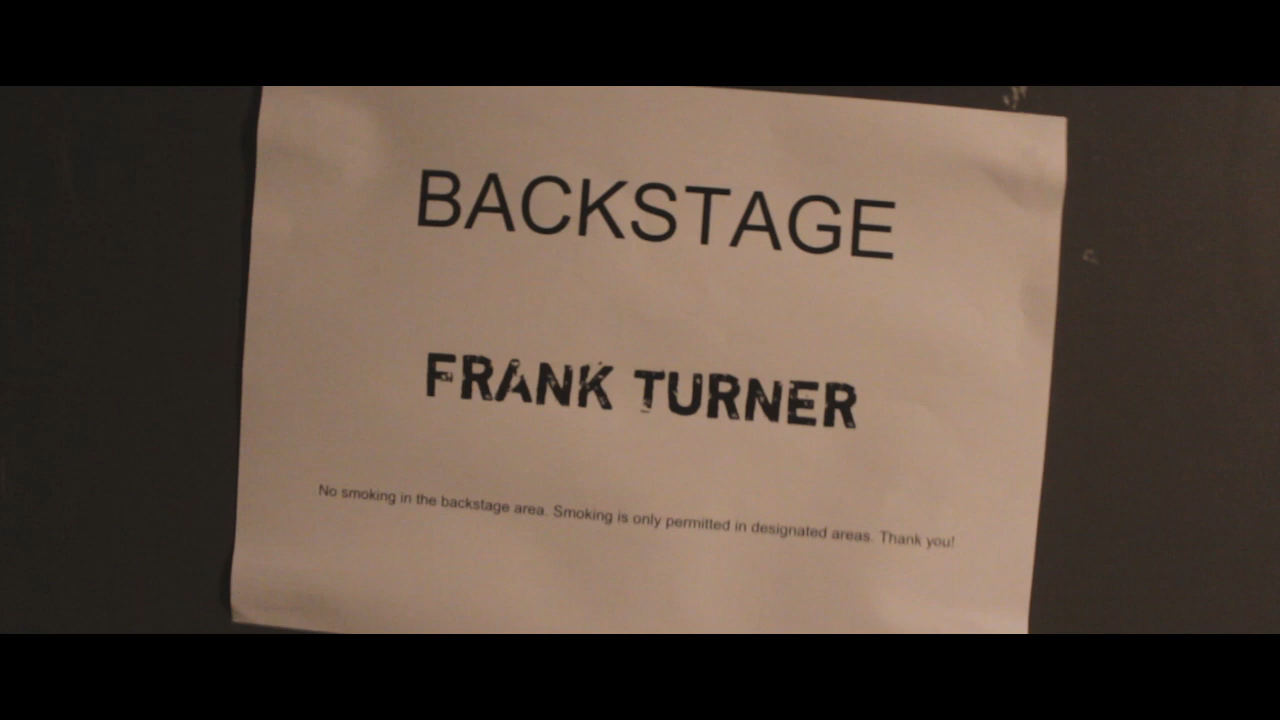 BACKSTAGE
FRANK TURNER
No smoking in the backstage area. Smoking is only permitted in designated areas. Thank you!